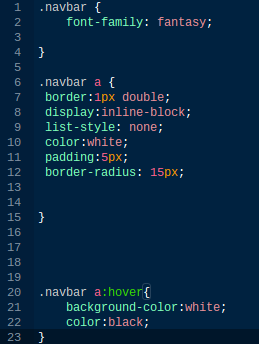 1 .navbar {
2     font-family: fantasy;
3
4 }
5
6 .navbar a {
7  border:1px double;
8  display:inline-block;
9  list-style: none;
10  color:white;
11  padding:5px;
12  border-radius: 15px;
13
14
15 }
16
17
18
19
20 .navbar a:hover{
21     background-color:white;
22     color:black;
23 }